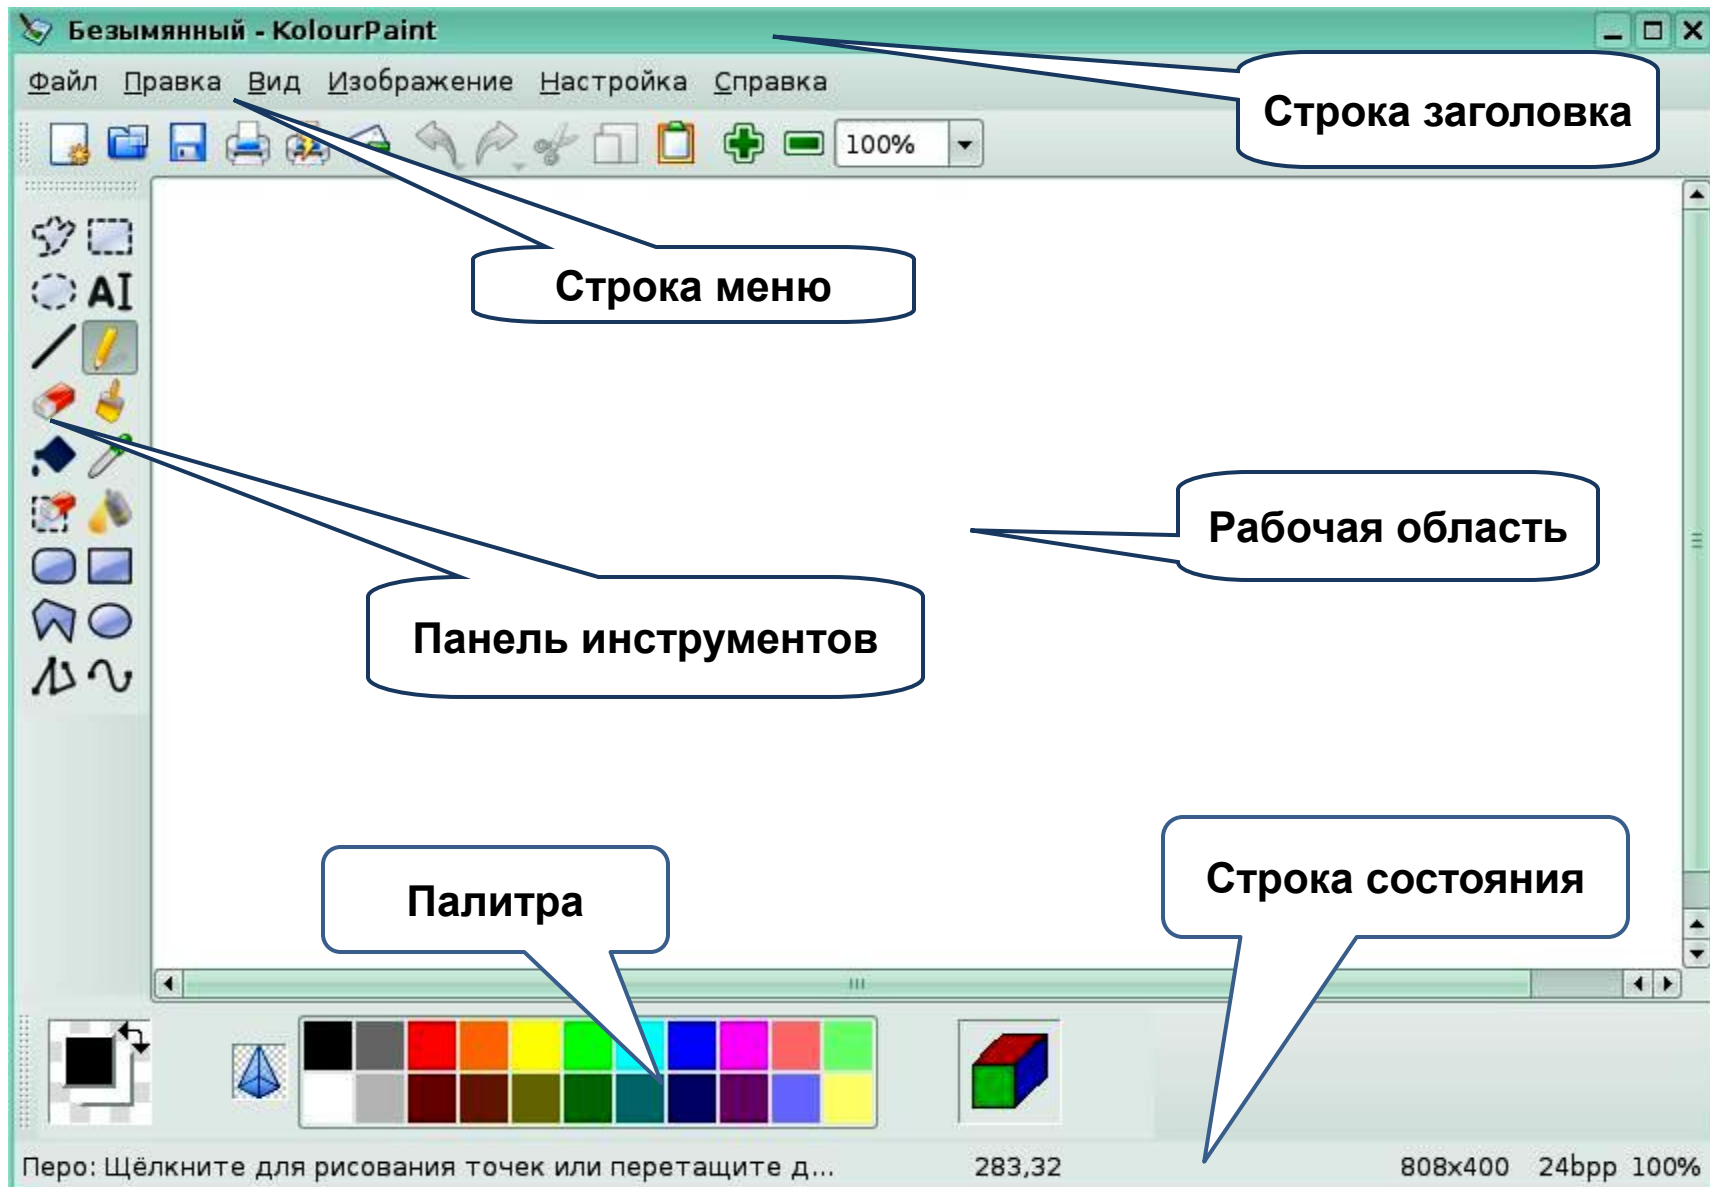 Безымянный - KolourPaint
Файл Правка Вид Изображение Настройка Справка
Строка заголовка
100%
Строка меню
AI
Рабочая область
Панель инструментов
Палитра
Строка состояния
Перо: Щёлкните для рисования точек или перетащите д... 283,32 808x400 24bpp 100%